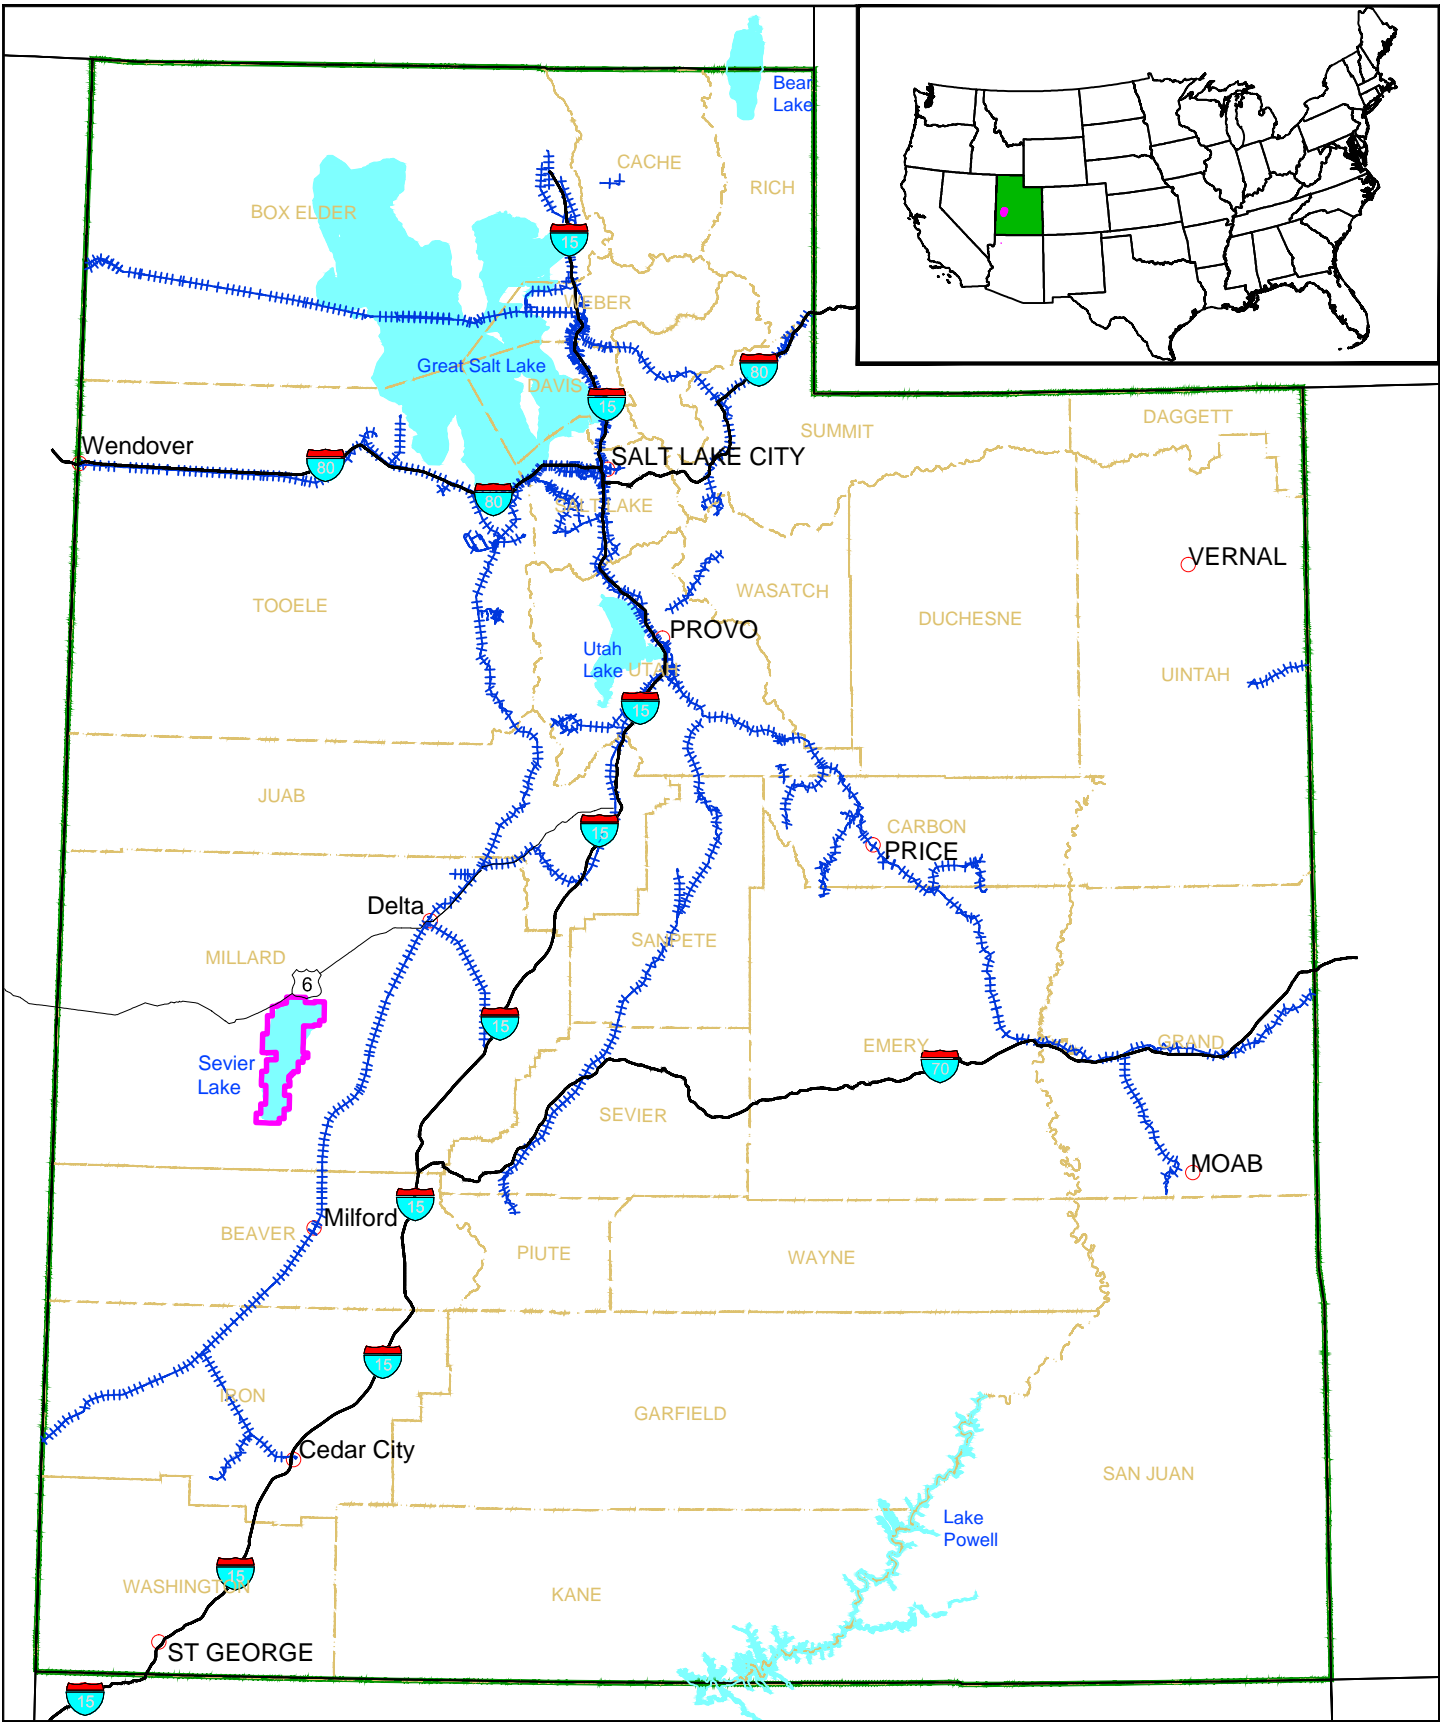 Bear
Lake
CACHE
RICH
BOX ELDER
15
WEBER
Great Salt Lake
80
DAVIS
15
DAGGETT
SUMMIT
Wendover
80
SALT LAKE CITY
80
SALT LAKE
VERNAL
WASATCH
TOOELE
DUCHESNE
PROVO
Utah
Lake
UTAH
UINTAH
15
JUAB
15
CARBON
PRICE
Delta
SANPETE
MILLARD
6
15
EMERY
GRAND
Sevier
Lake
70
SEVIER
MOAB
15
Milford
BEAVER
PIUTE
WAYNE
15
IRON
GARFIELD
Cedar City
SAN JUAN
Lake
Powell
15
WASHINGTON
KANE
ST GEORGE
15